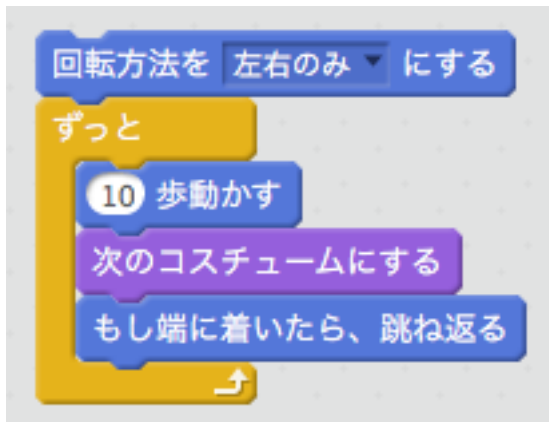 回転方法を 左右のみ にする
ずっと
10 歩動かす
次のコスチュームにする
もし端に着いたら、跳ね返る